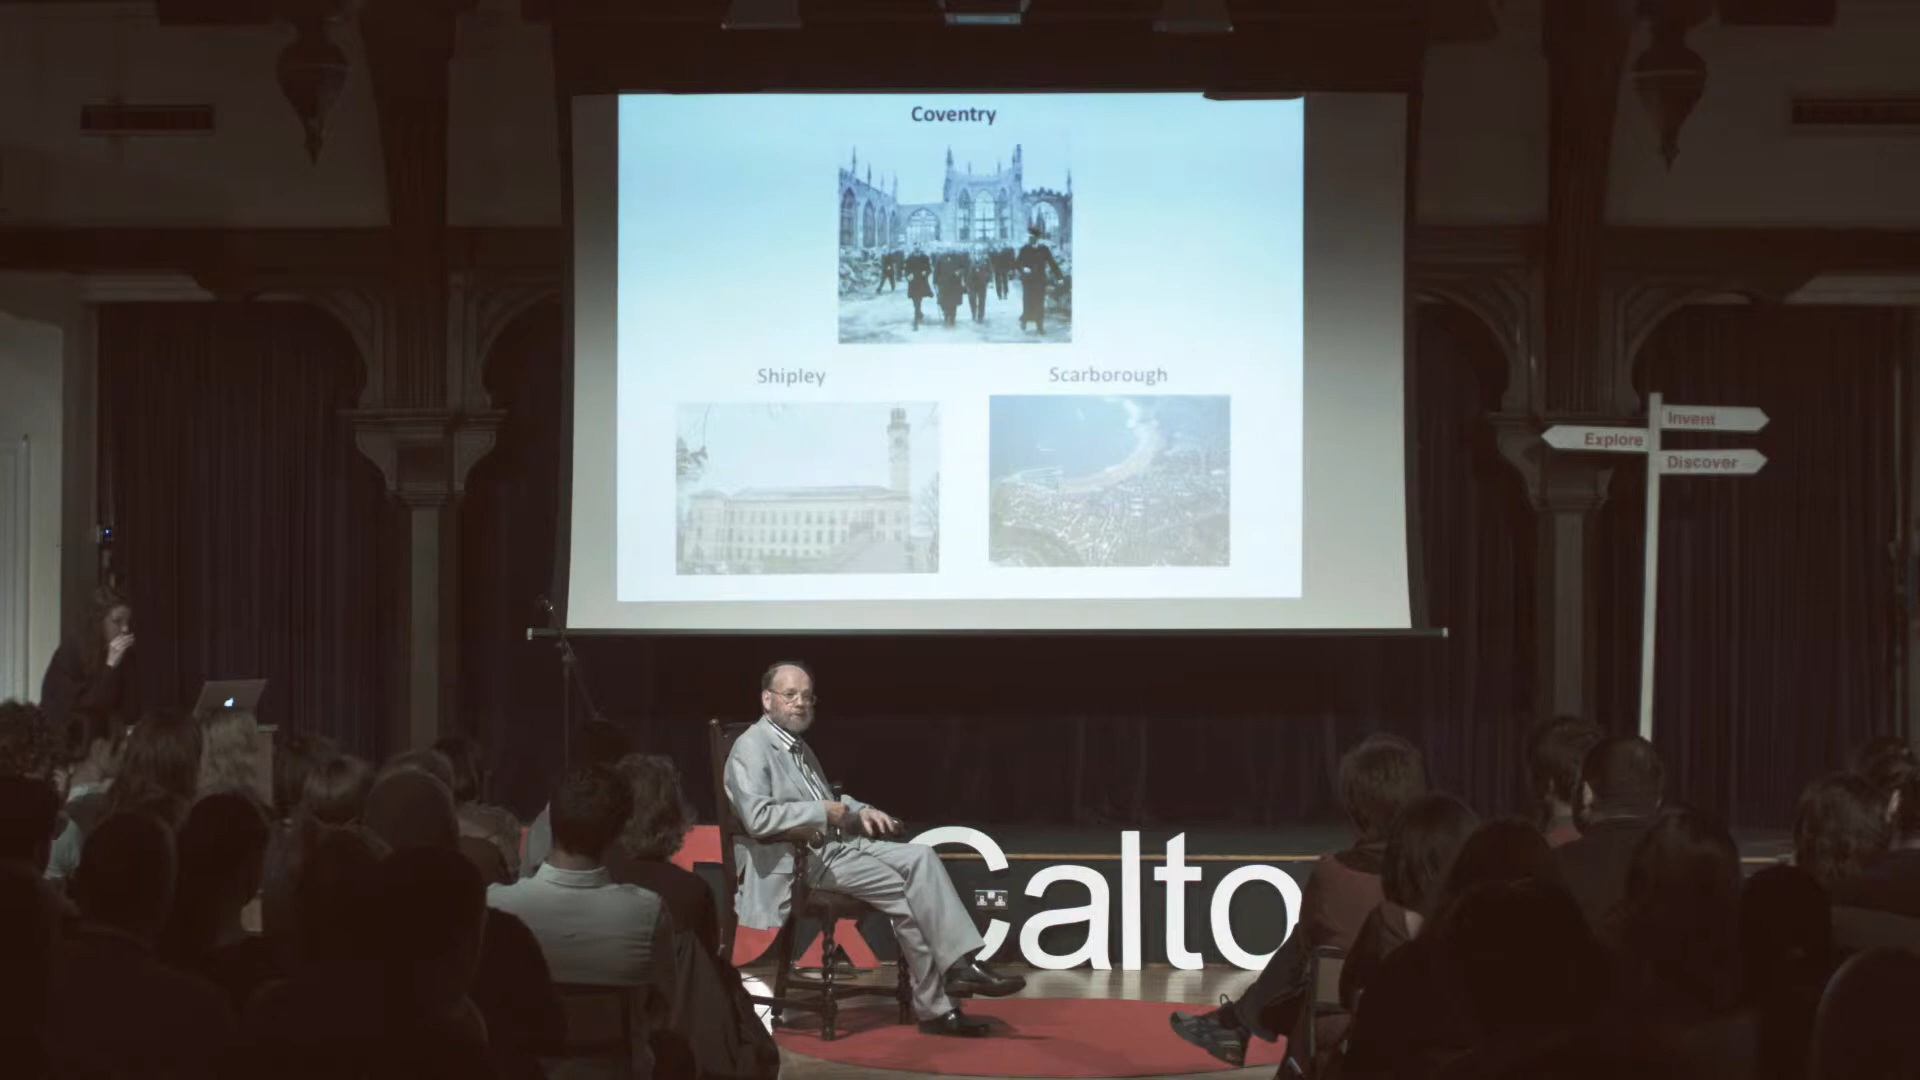 Coventry
Shipley
Scarborough
Invent
Explore
Discover
x
Calto